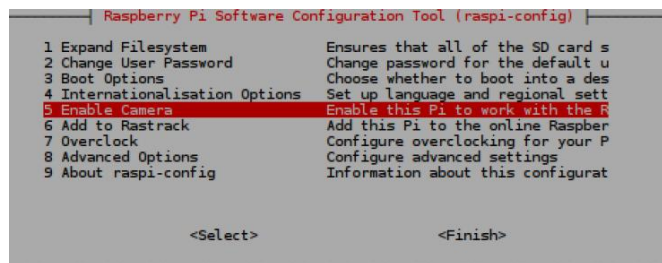 Raspberry Pi Software Configuration Tool (raspi-config)
1 Expand Filesystem Ensures that all of the SD card s
2 Change User Password Change password for the default u
3 Boot Options Choose whether to boot into a des
4 Internationalisation Options Set up language and regional sett
5 Enable Camera Enable this Pi to work with the R
6 Add to Rastrack Add this Pi to the online Raspber
7 Overclock Configure overclocking for your P
8 Advanced Options Configure advanced settings
9 About raspi-config Information about this configurat
<Select> <Finish>